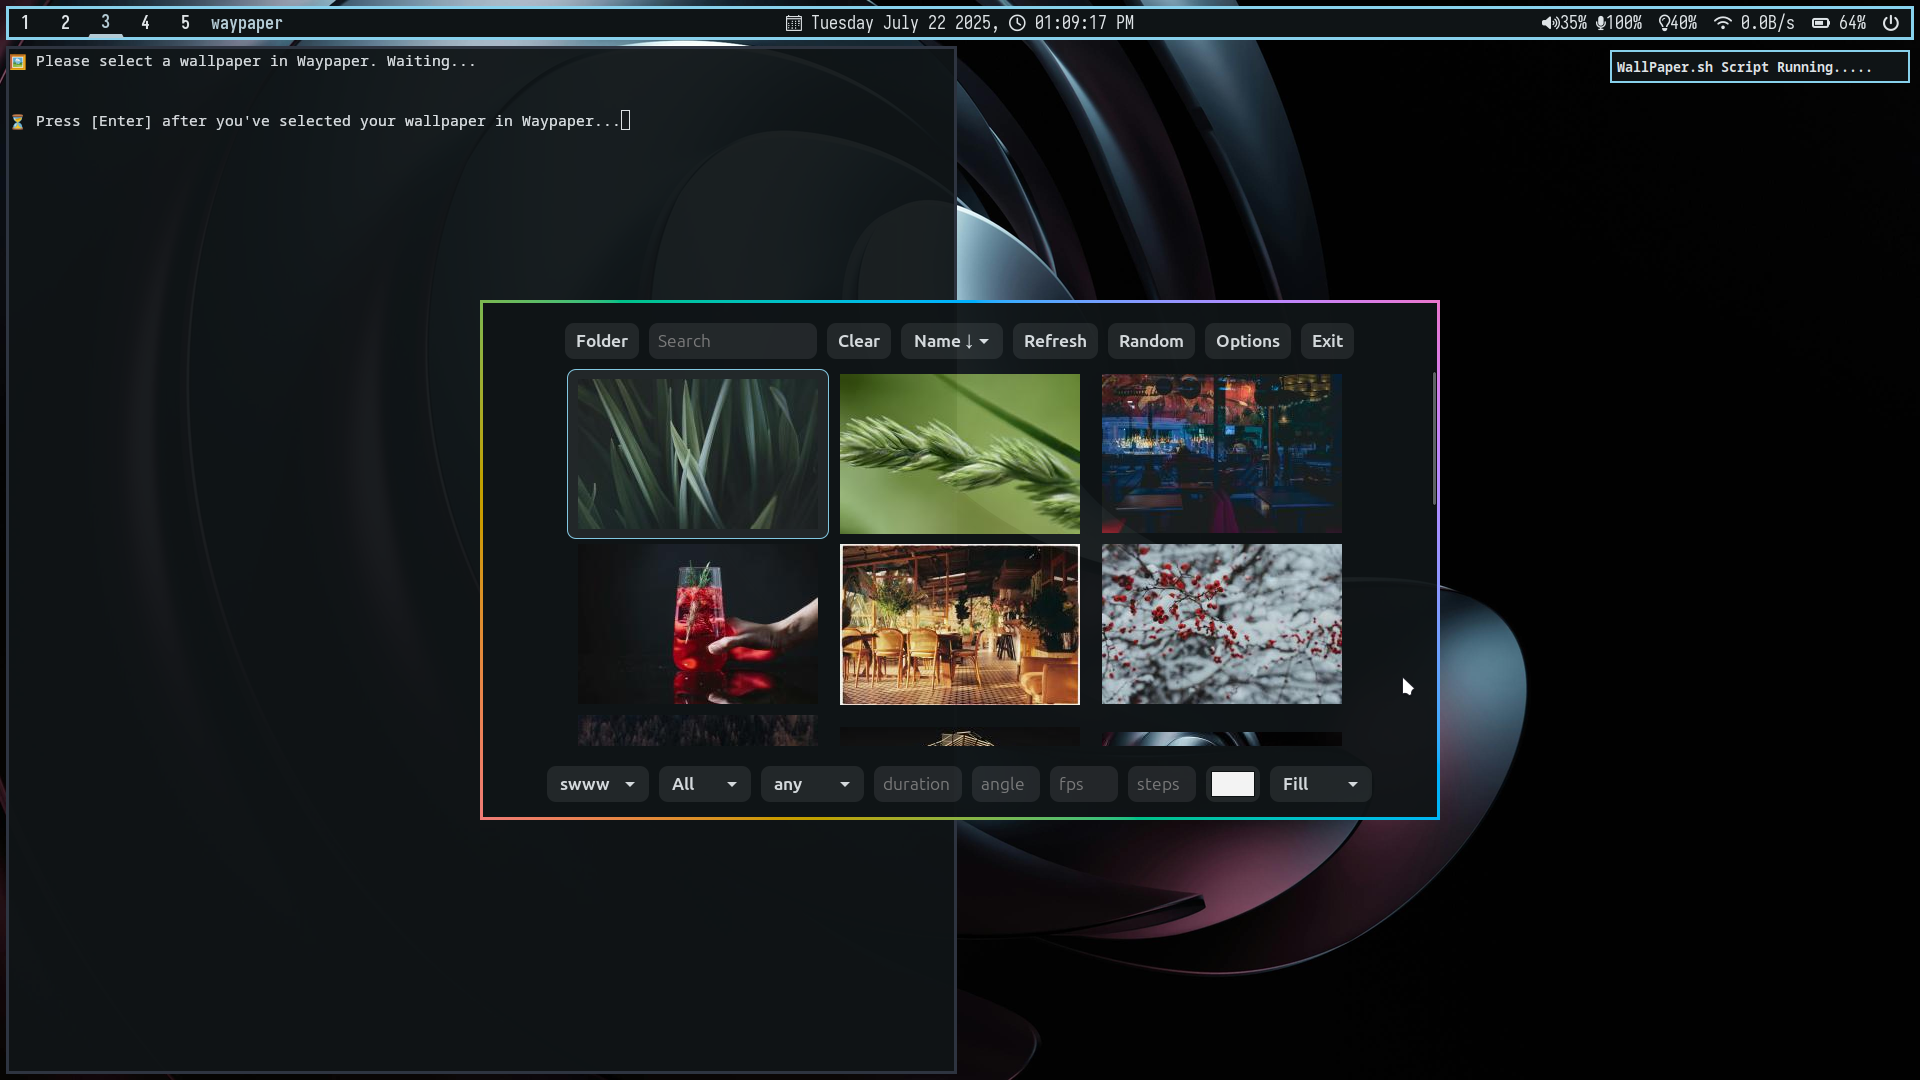 1 2 3 4 5 waypaper Tuesday July 22 2025, 01:09:17 PM 35% 100% 40% 0.0B/s 64%
🖼️ Please select a wallpaper in Waypaper. Waiting...
WallPaper.sh Script Running.....
⏳ Press [Enter] after you've selected your wallpaper in Waypaper...
Folder Search Clear Name ↓ Refresh Random Options Exit
swww All any duration angle fps steps Fill